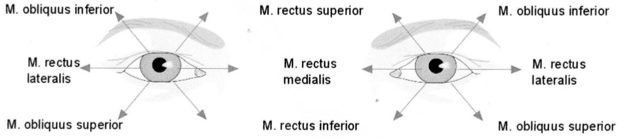 M. obliquus inferior
M. rectus superior
M. obliquus inferior
M. rectus
lateralis
M. rectus
medialis
M. rectus
lateralis
M. obliquus superior
M. rectus inferior
M. obliquus superior